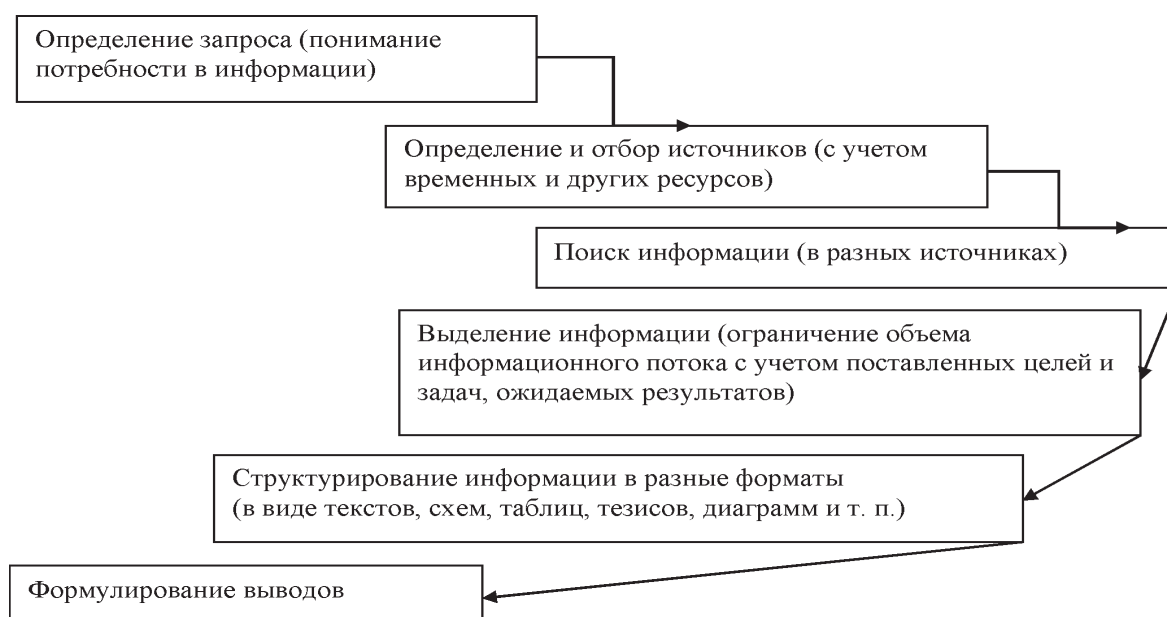 Определение запроса (понимание
потребности в информации)
Определение и отбор источников (с учетом
временных и других ресурсов)
Поиск информации (в разных источниках)
Выделение информации (ограничение объема
информационного потока с учетом поставленных целей и
задач, ожидаемых результатов)
Структурирование информации в разные форматы
(в виде текстов, схем, таблиц, тезисов, диаграмм и т. п.)
Формулирование выводов